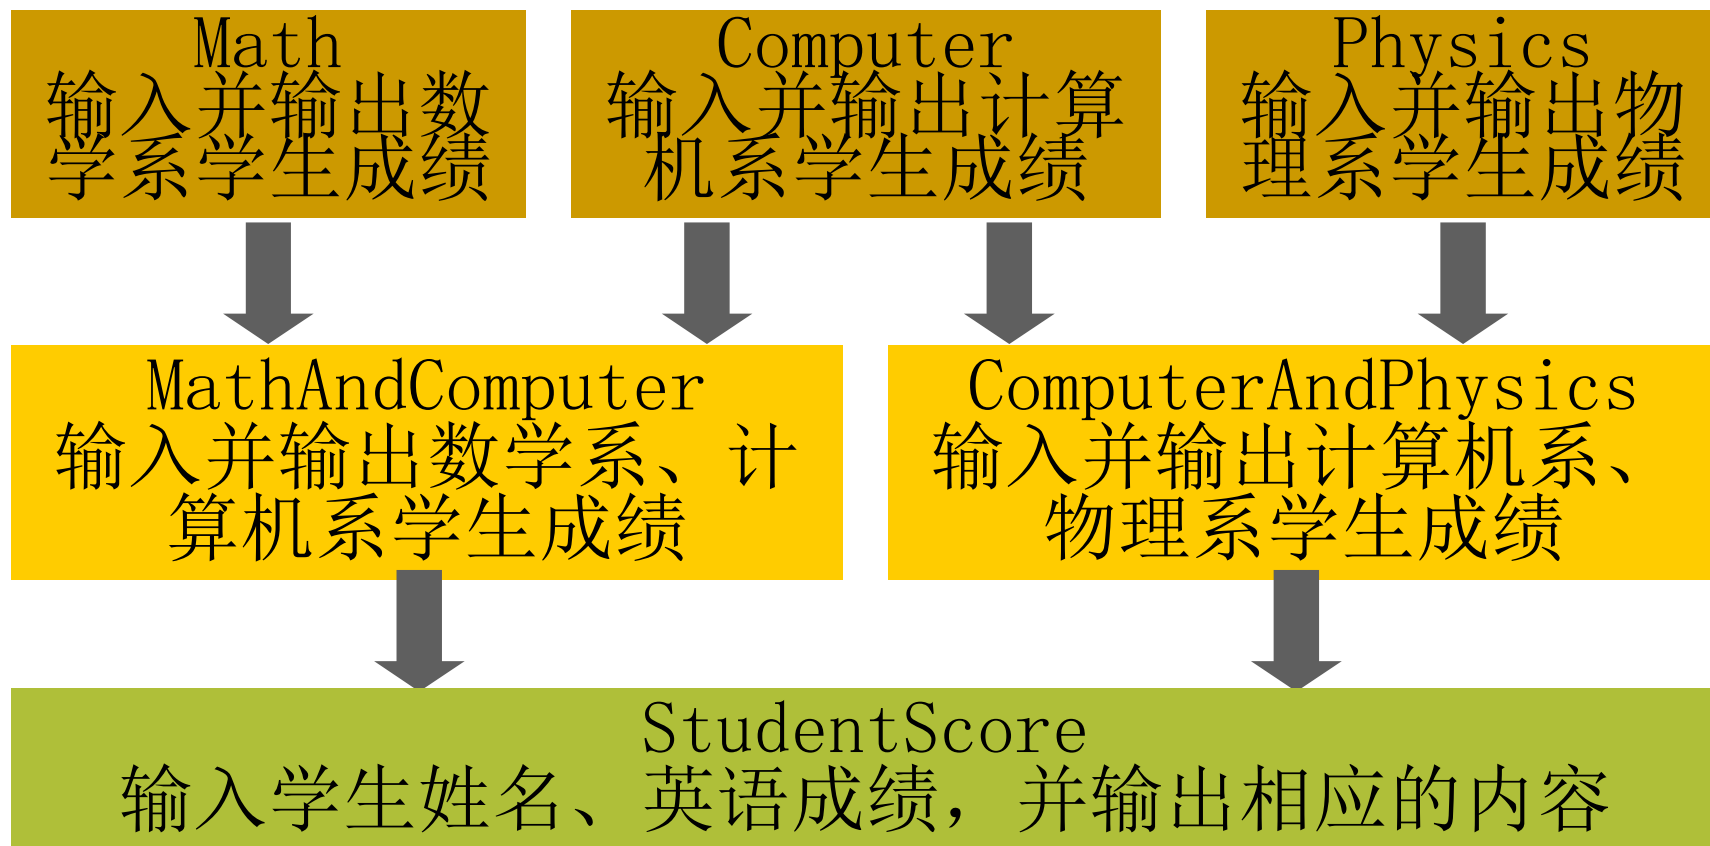 Math
输入并输出数
学系学生成绩
Computer
输入并输出计算
机系学生成绩
Physics
输入并输出物
理系学生成绩
MathAndComputer
输入并输出数学系、计
算机系学生成绩
ComputerAndPhysics
输入并输出计算机系、
物理系学生成绩
StudentScore
输入学生姓名、英语成绩，并输出相应的内容